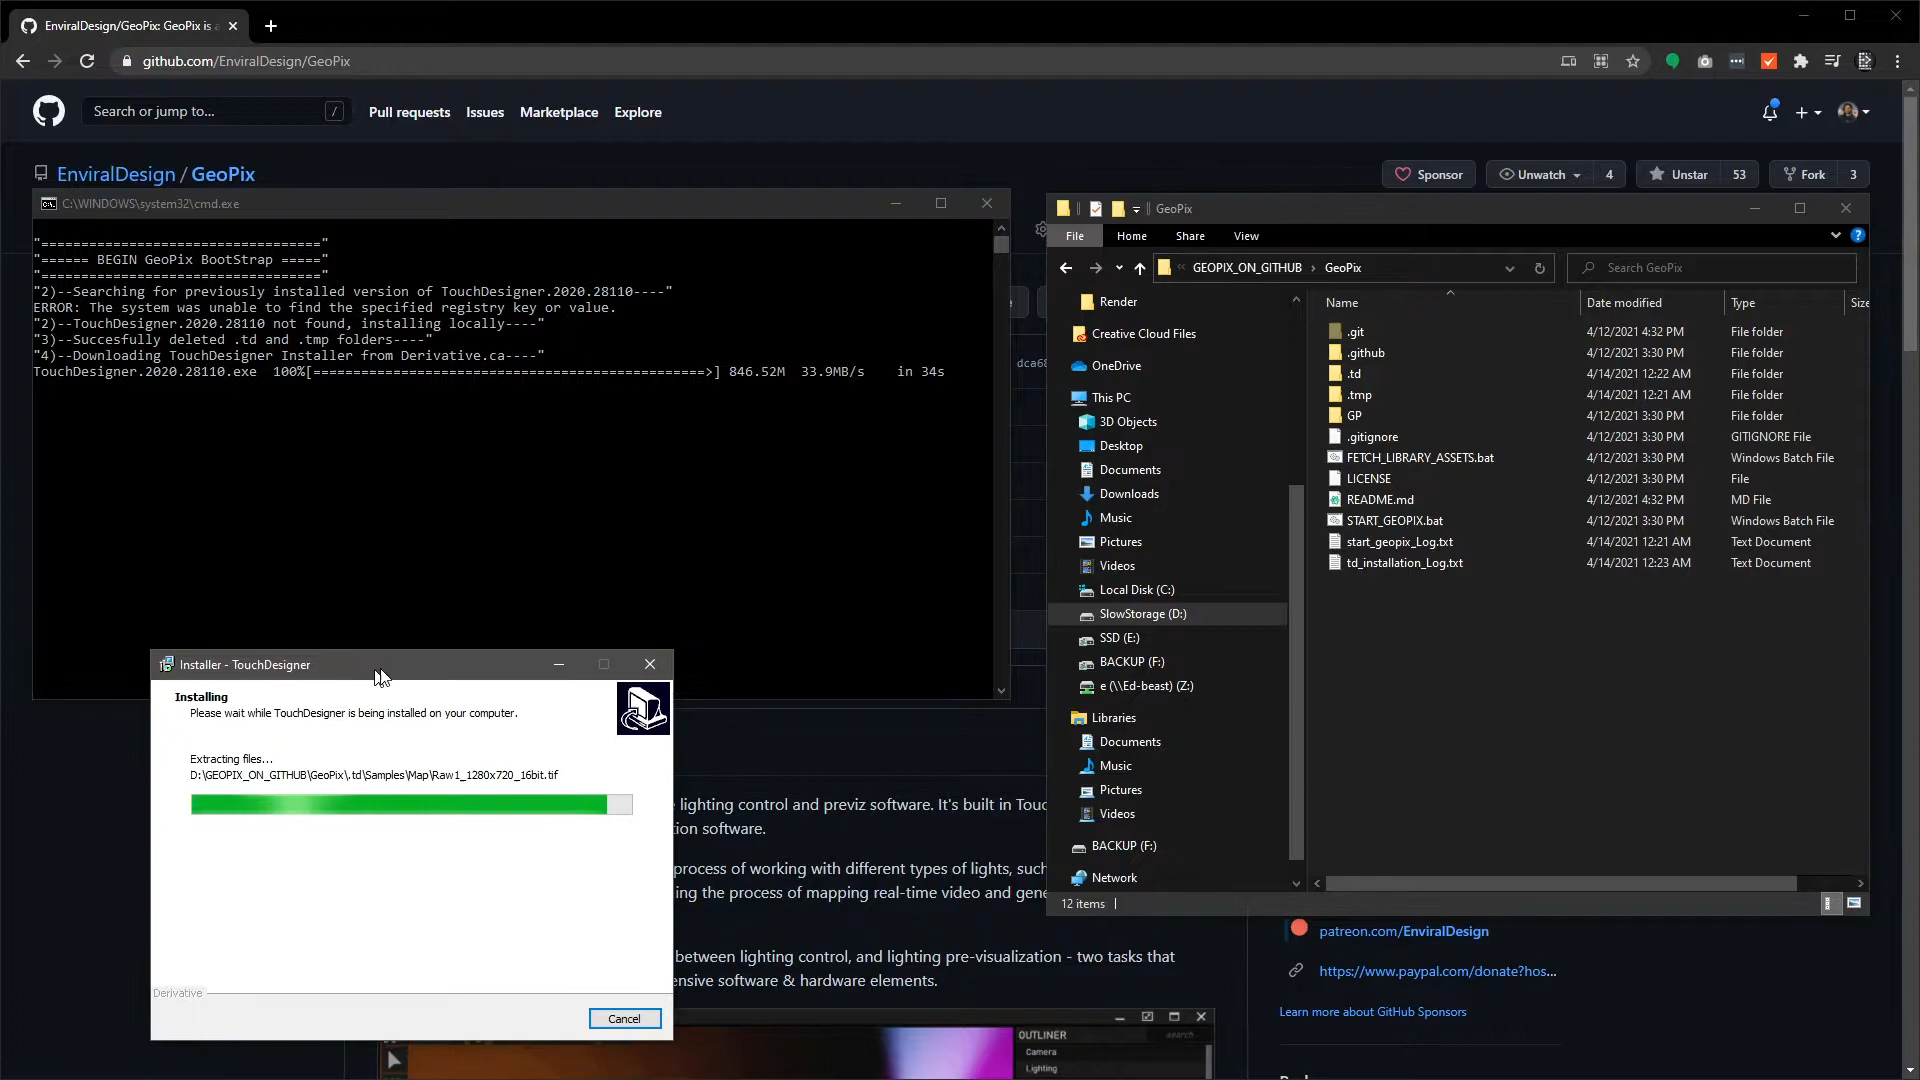 EnviralDesign/GeoPix: GeoPix is a
github.com/EnviralDesign/GeoPix
Search or jump to...
/
Pull requests
Issues
Marketplace
Explore
EnviralDesign / GeoPix
Sponsor
Unwatch
4
Unstar
53
Fork
3
C:\WINDOWS\system32\cmd.exe
"=================================="
"====== BEGIN GeoPix BootStrap ====="
"=================================="
"2)--Searching for previously installed version of TouchDesigner.2020.28110----"
ERROR: The system was unable to find the specified registry key or value.
"2)--TouchDesigner.2020.28110 not found, installing locally----"
"3)--Succesfully deleted .td and .tmp folders----"
"4)--Downloading TouchDesigner Installer from Derivative.ca----"
TouchDesigner.2020.28110.exe 100%[================================================>] 846.52M 33.9MB/s in 34s
dca68
GeoPix
File
Home
Share
View
GEOPIX_ON_GITHUB
GeoPix
Search GeoPix
Render
Creative Cloud Files
OneDrive
This PC
3D Objects
Desktop
Documents
Downloads
Music
Pictures
Videos
Local Disk (C:)
SlowStorage (D:)
SSD (E:)
BACKUP (F:)
e (\\Ed-beast) (Z:)
Libraries
Documents
Music
Pictures
Videos
BACKUP (F:)
Network
Name Date modified Type Size
.git 4/12/2021 4:32 PM File folder
.github 4/12/2021 3:30 PM File folder
.td 4/14/2021 12:22 AM File folder
.tmp 4/14/2021 12:21 AM File folder
GP 4/12/2021 3:30 PM File folder
.gitignore 4/12/2021 3:30 PM GITIGNORE File
FETCH_LIBRARY_ASSETS.bat 4/12/2021 3:30 PM Windows Batch File
LICENSE 4/12/2021 3:30 PM File
README.md 4/12/2021 4:32 PM MD File
START_GEOPIX.bat 4/12/2021 3:30 PM Windows Batch File
start_geopix_Log.txt 4/14/2021 12:21 AM Text Document
td_installation_Log.txt 4/14/2021 12:23 AM Text Document
12 items
Installer - TouchDesigner
Installing
Please wait while TouchDesigner is being installed on your computer.
Extracting files...
D:\GEOPIX_ON_GITHUB\GeoPix\.td\Samples\Map\Raw1_1280x720_16bit.tif
Derivative
Cancel
lighting control and previz software. It's built in Touc
ion software.
process of working with different types of lights, such
ing the process of mapping real-time video and gene
between lighting control, and lighting pre-visualization - two tasks that
ensive software & hardware elements.
OUTLINER
search
Camera
Lighting
patreon.com/EnviralDesign
https://www.paypal.com/donate?hos...
Learn more about GitHub Sponsors